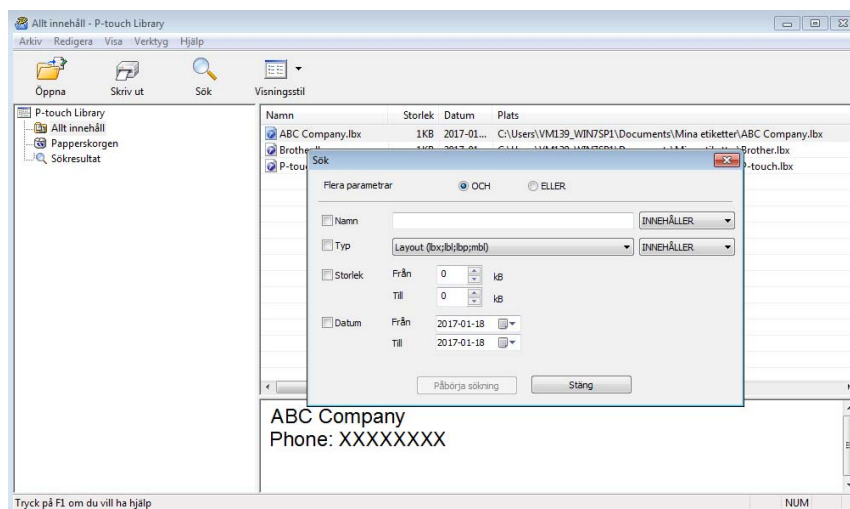 Allt innehåll - P-touch Library
Arkiv Redigera Visa Verktyg Hjälp
Öppna Skriv ut Sök Visningsstil
P-touch Library
Allt innehåll
Papperskorgen
Sökresultat
Namn Storlek Datum Plats
ABC Company.lbx 1KB 2017-01... C:\Users\VM139_WIN7SP1\Documents\Mina etiketter\ABC Company.lbx
Brother.lbx
P-touch.lbx
Sök
Flera parametrar OCH ELLER
Namn INNEHÅLLER
Typ Layout (lbx;lbl;lbp;mbl) INNEHÅLLER
Storlek Från 0 kB
Till 0 kB
Datum Från 2017-01-18
Till 2017-01-18
Påbörja sökning Stäng
ABC Company
Phone: XXXXXXXX
Tryck på F1 om du vill ha hjälp NUM